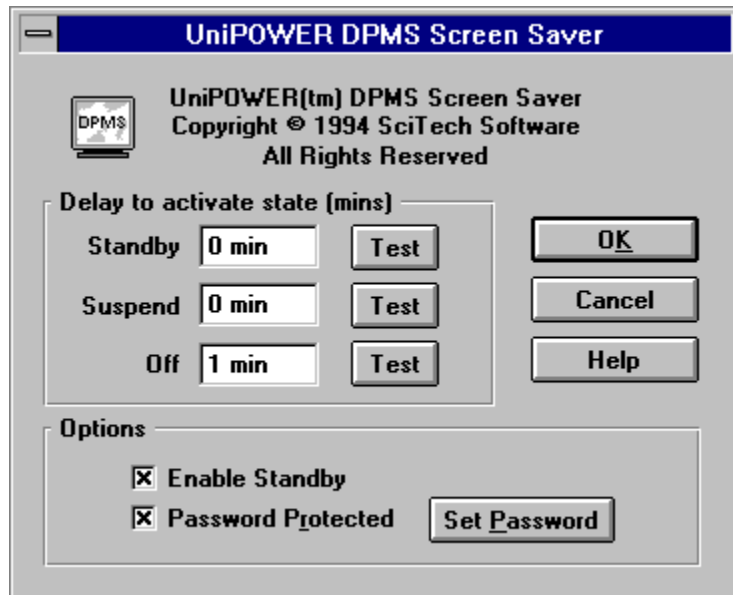 UniPOWER DPMS Screen Saver
DPMS
UniPOWER(tm) DPMS Screen Saver
Copyright © 1994 SciTech Software
All Rights Reserved
Delay to activate state (mins)
Standby 0 min Test
Suspend 0 min Test
Off 1 min Test
OK
Cancel
Help
Options
Enable Standby
Password Protected Set Password